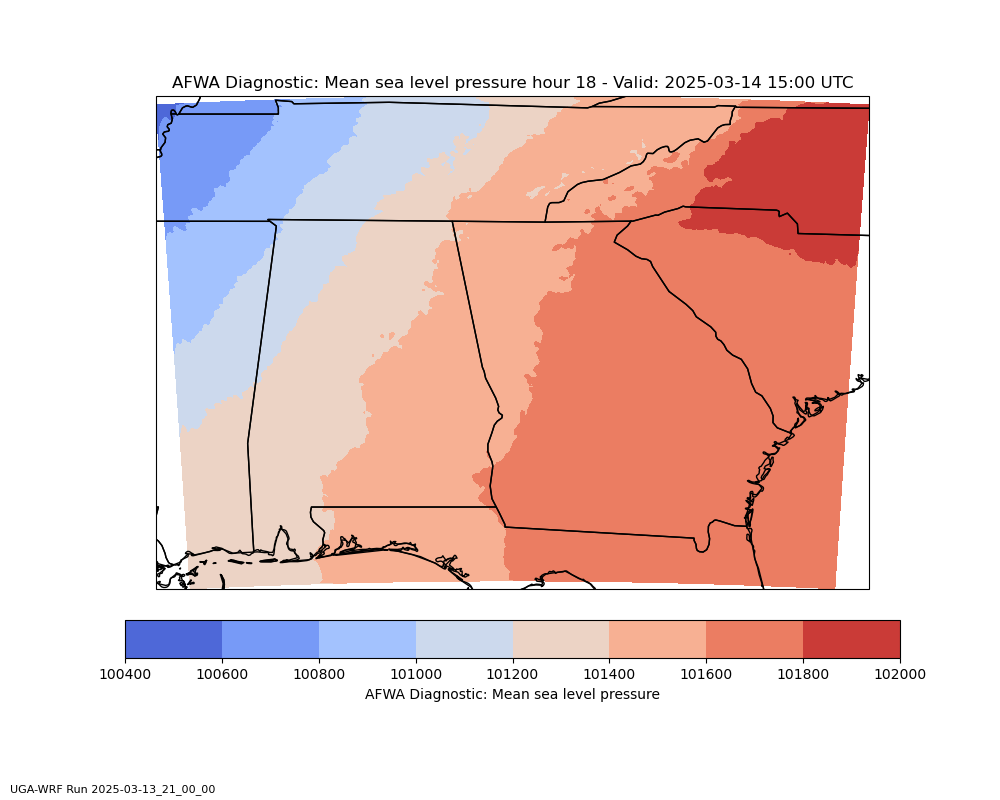 AFWA Diagnostic: Mean sea level pressure hour 18 - Valid: 2025-03-14 15:00 UTC
100400 100600 100800 101000 101200 101400 101600 101800 102000
AFWA Diagnostic: Mean sea level pressure
UGA-WRF Run 2025-03-13_21_00_00